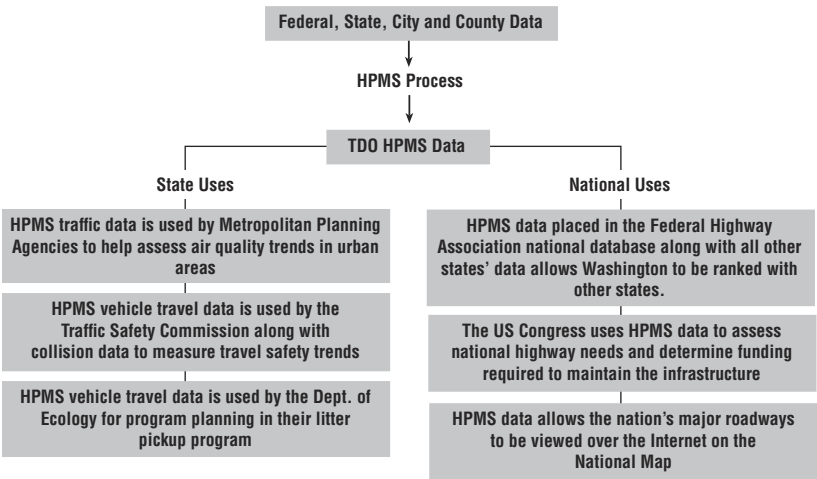 Federal, State, City and County Data
HPMS Process
TDO HPMS Data
State Uses
HPMS traffic data is used by Metropolitan Planning
Agencies to help assess air quality trends in urban
areas
HPMS vehicle travel data is used by the
Traffic Safety Commission along with
collision data to measure travel safety trends
HPMS vehicle travel data is used by the Dept. of
Ecology for program planning in their litter
pickup program
National Uses
HPMS data placed in the Federal Highway
Association national database along with all other
states' data allows Washington to be ranked with
other states.
The US Congress uses HPMS data to assess
national highway needs and determine funding
required to maintain the infrastructure
HPMS data allows the nation's major roadways
to be viewed over the Internet on the
National Map